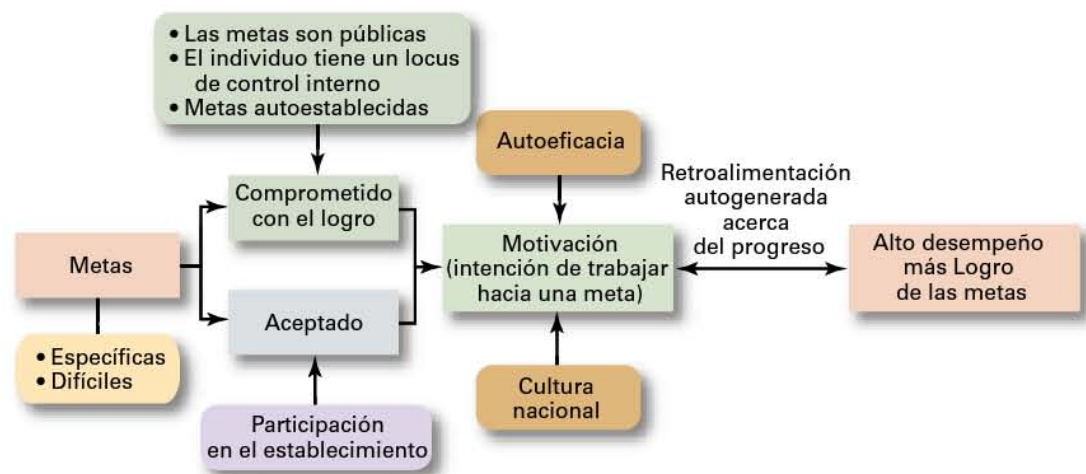 • Las metas son públicas
• El individuo tiene un locus
de control interno
• Metas autoestablecidas
Autoeficacia
Retroalimentación
autogenerada
acerca
del progreso
Comprometido
con el logro
Metas
Motivación
(intención de trabajar
hacia una meta)
Alto desempeño
más Logro
de las metas
Aceptado
• Específicas
• Difíciles
Participación
en el establecimiento
Cultura
nacional